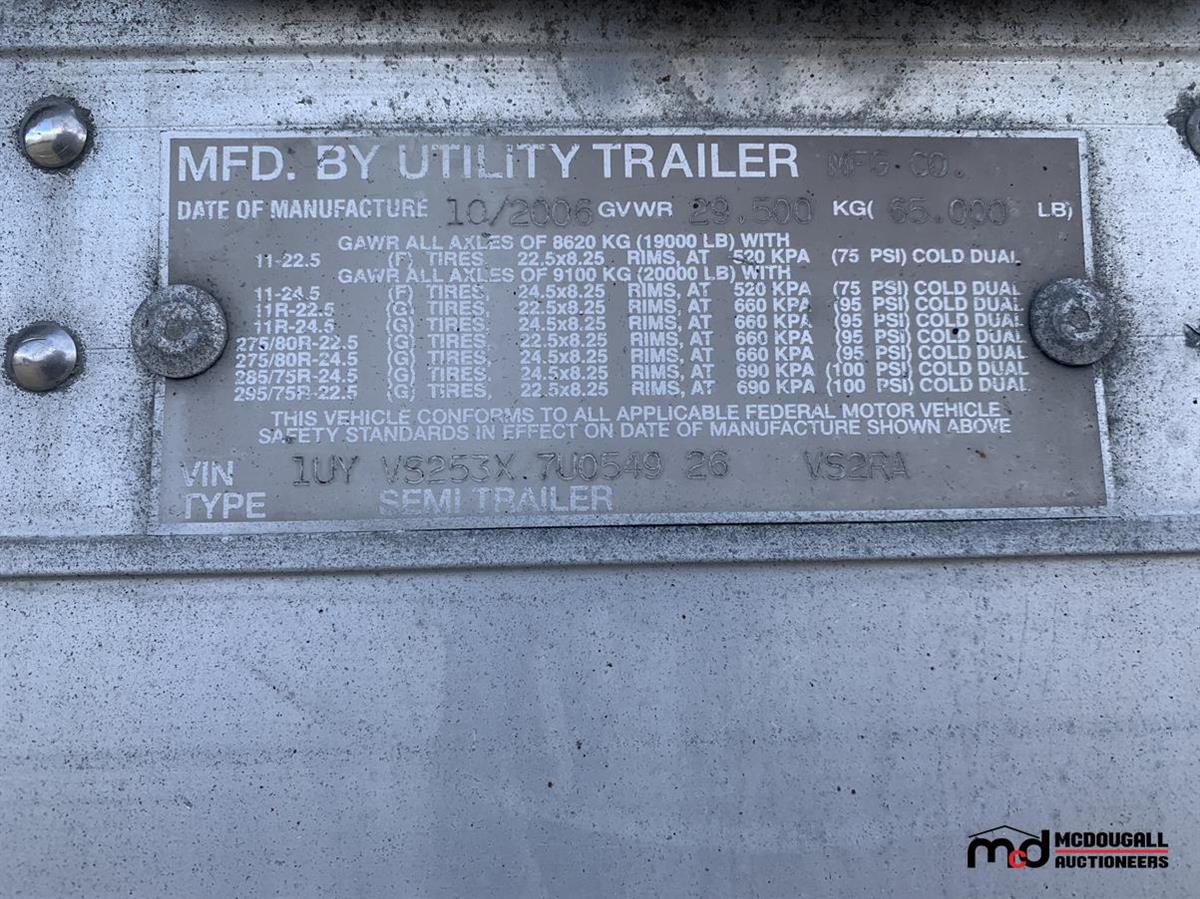 MFD. BY UTILITY TRAILER MFG CO.
DATE OF MANUFACTURE 10/2006 GVWR 29,500 KG( 65,000 LB)
GAWR ALL AXLES OF 8620 KG (19000 LB) WITH
11-22.5 (F) TIRES, 22.5x8.25 RIMS, AT 520 KPA (75 PSI) COLD DUAL
GAWR ALL AXLES OF 9100 KG (20000 LB) WITH
11-24.5 (F) TIRES, 24.5x8.25 RIMS, AT 520 KPA (75 PSI) COLD DUAL
11R-22.5 (G) TIRES, 22.5x8.25 RIMS, AT 660 KPA (95 PSI) COLD DUAL
11R-24.5 (G) TIRES, 24.5x8.25 RIMS, AT 660 KPA (95 PSI) COLD DUAL
275/80R-22.5 (G) TIRES, 22.5x8.25 RIMS, AT 660 KPA (95 PSI) COLD DUAL
275/80R-24.5 (G) TIRES, 24.5x8.25 RIMS, AT 660 KPA (95 PSI) COLD DUAL
285/75R-24.5 (G) TIRES, 24.5x8.25 RIMS, AT 690 KPA (100 PSI) COLD DUAL
295/75R-22.5 (G) TIRES, 22.5x8.25 RIMS, AT 690 KPA (100 PSI) COLD DUAL
THIS VEHICLE CONFORMS TO ALL APPLICABLE FEDERAL MOTOR VEHICLE
SAFETY STANDARDS IN EFFECT ON DATE OF MANUFACTURE SHOWN ABOVE
VIN 1UY VS253X 7U0549 26 VS2RA
TYPE SEMI TRAILER
mcd MCDOUGALL
AUCTIONEERS